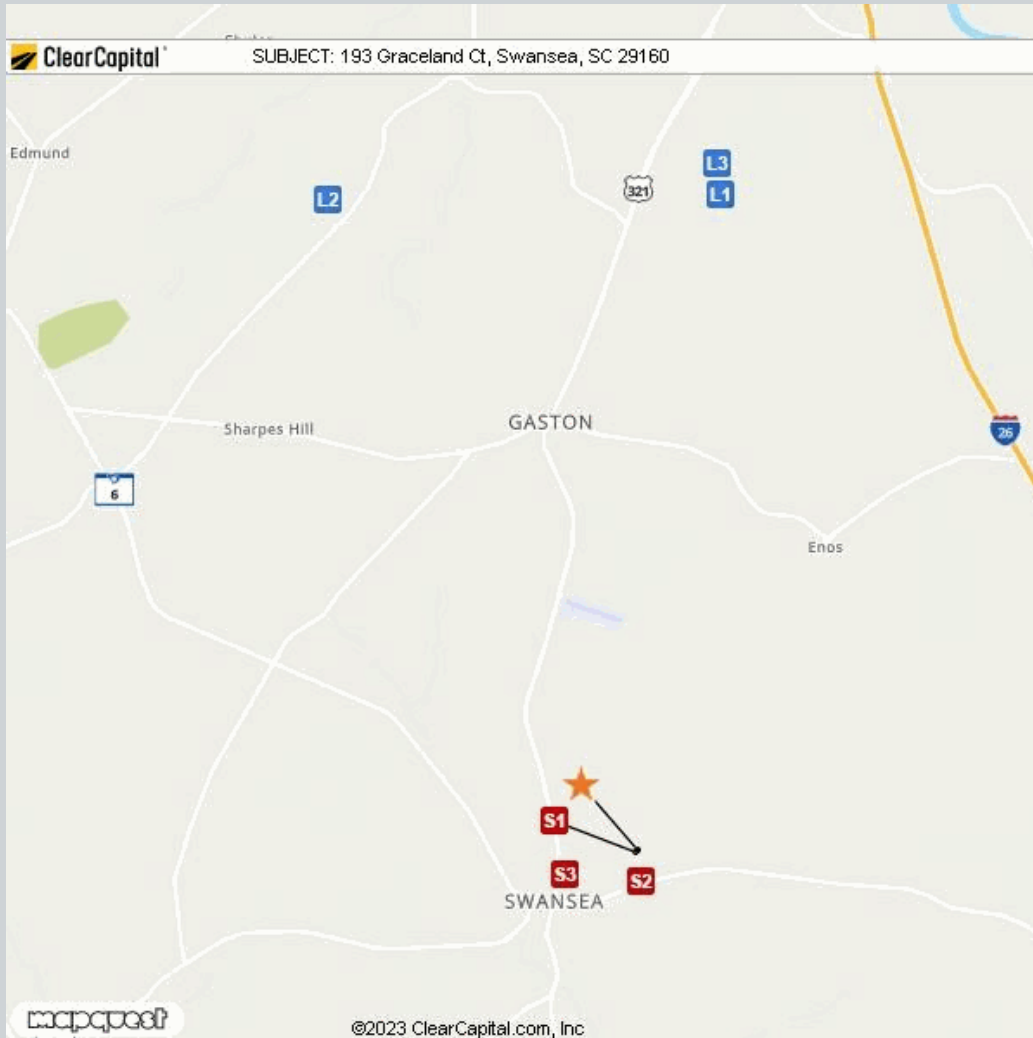 ClearCapital
SUBJECT: 193 Graceland Ct, Swansea, SC 29160
Edmund
L3
L2
321
L1
GASTON
Sharpes Hill
26
6
Enos
S1
S3
S2
SWANSEA
mapquest
©2023 ClearCapital.com, Inc